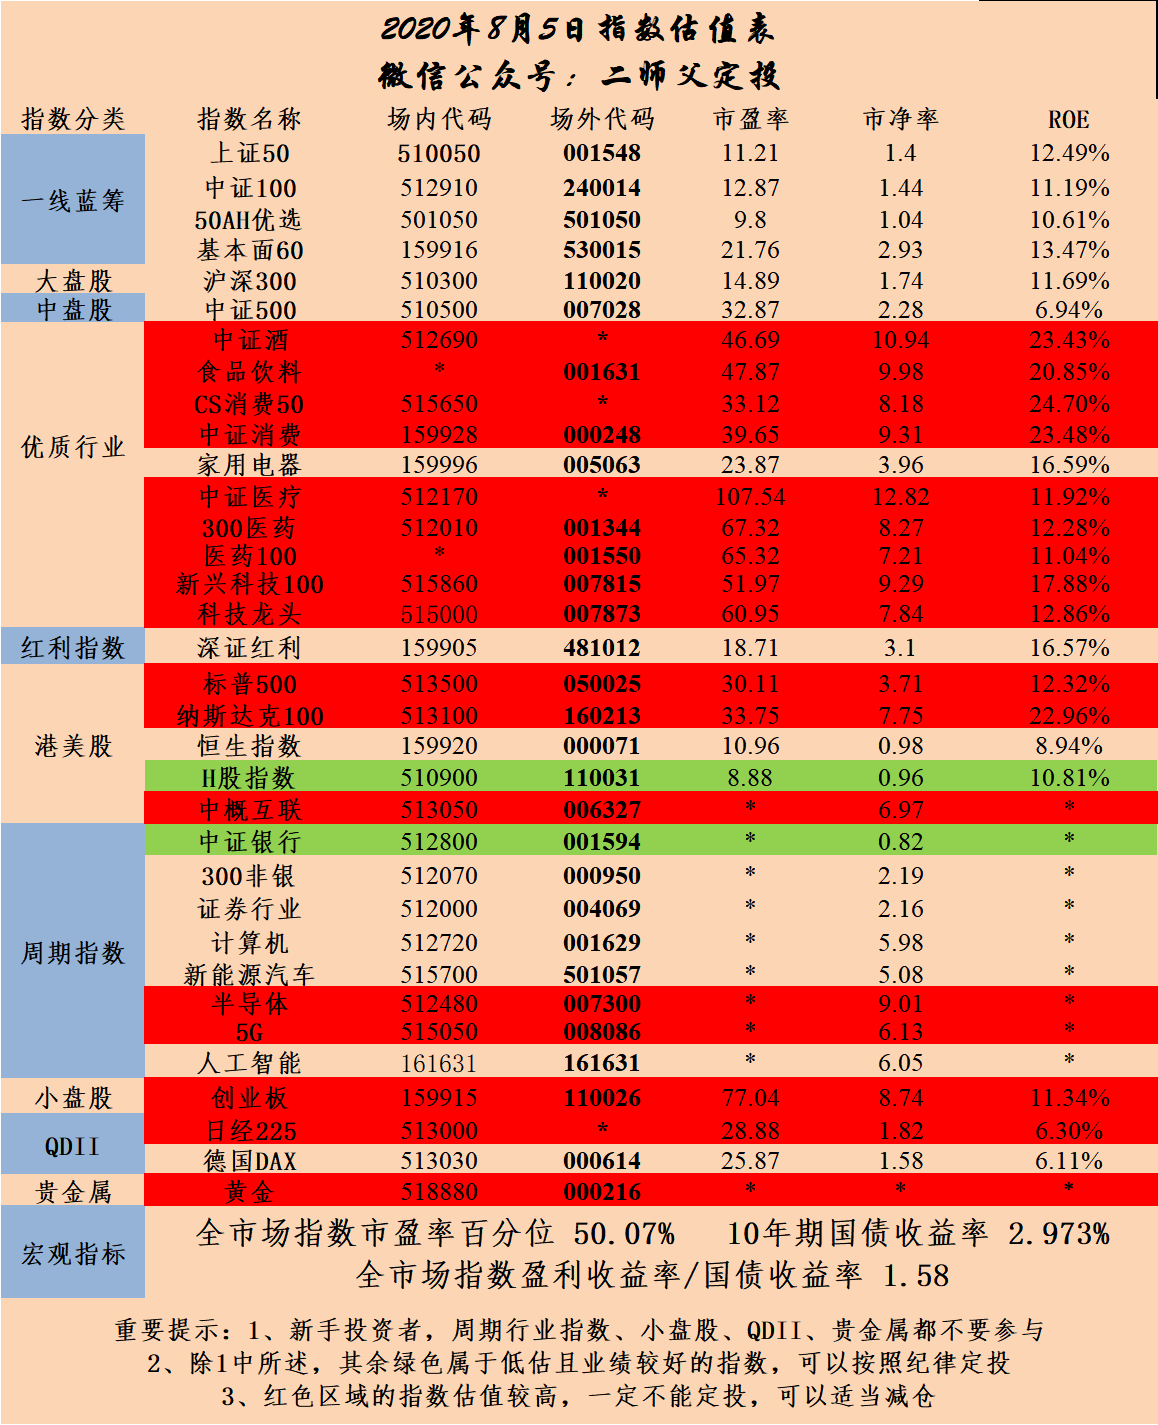 2020年8月5日指数估值表
微信公众号：二师父定投
指数分类 指数名称 场内代码 场外代码 市盈率 市净率 ROE
一线蓝筹 上证50 510050 001548 11.21 1.4 12.49%
中证100 512910 240014 12.87 1.44 11.19%
50AH优选 501050 501050 9.8 1.04 10.61%
基本面60 159916 530015 21.76 2.93 13.47%
大盘股 沪深300 510300 110020 14.89 1.74 11.69%
中盘股 中证500 510500 007028 32.87 2.28 6.94%
优质行业 中证酒 512690 * 46.69 10.94 23.43%
食品饮料 * 001631 47.87 9.98 20.85%
CS消费50 515650 * 33.12 8.18 24.70%
中证消费 159928 000248 39.65 9.31 23.48%
家用电器 159996 005063 23.87 3.96 16.59%
中证医疗 512170 * 107.54 12.82 11.92%
300医药 512010 001344 67.32 8.27 12.28%
医药100 * 001550 65.32 7.21 11.04%
新兴科技100 515860 007815 51.97 9.29 17.88%
科技龙头 515000 007873 60.95 7.84 12.86%
红利指数 深证红利 159905 481012 18.71 3.1 16.57%
港美股 标普500 513500 050025 30.11 3.71 12.32%
纳斯达克100 513100 160213 33.75 7.75 22.96%
恒生指数 159920 000071 10.96 0.98 8.94%
H股指数 510900 110031 8.88 0.96 10.81%
中概互联 513050 006327 * 6.97 *
周期指数 中证银行 512800 001594 * 0.82 *
300非银 512070 000950 * 2.19 *
证券行业 512000 004069 * 2.16 *
计算机 512720 001629 * 5.98 *
新能源汽车 515700 501057 * 5.08 *
半导体 512480 007300 * 9.01 *
5G 515050 008086 * 6.13 *
人工智能 161631 161631 * 6.05 *
小盘股 创业板 159915 110026 77.04 8.74 11.34%
QDII 日经225 513000 * 28.88 1.82 6.30%
德国DAX 513030 000614 25.87 1.58 6.11%
贵金属 黄金 518880 000216 * * *
宏观指标 全市场指数市盈率百分位 50.07% 10年期国债收益率 2.973%
全市场指数盈利收益率/国债收益率 1.58
重要提示：1、新手投资者，周期行业指数、小盘股、QDII、贵金属都不要参与
2、除1中所述，其余绿色属于低估且业绩较好的指数，可以按照纪律定投
3、红色区域的指数估值较高，一定不能定投，可以适当减仓